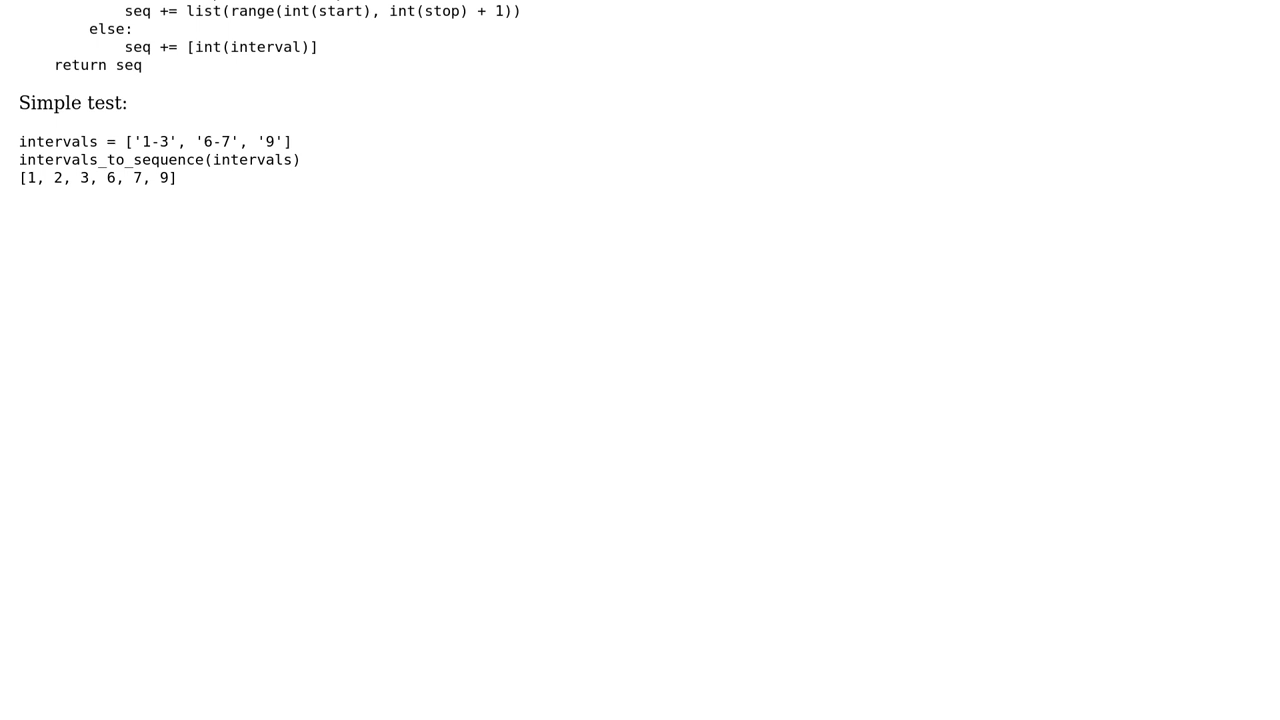 seq += list(range(int(start), int(stop) + 1))
        else:
            seq += [int(interval)]
    return seq
Simple test:
intervals = ['1-3', '6-7', '9']
intervals_to_sequence(intervals)
[1, 2, 3, 6, 7, 9]